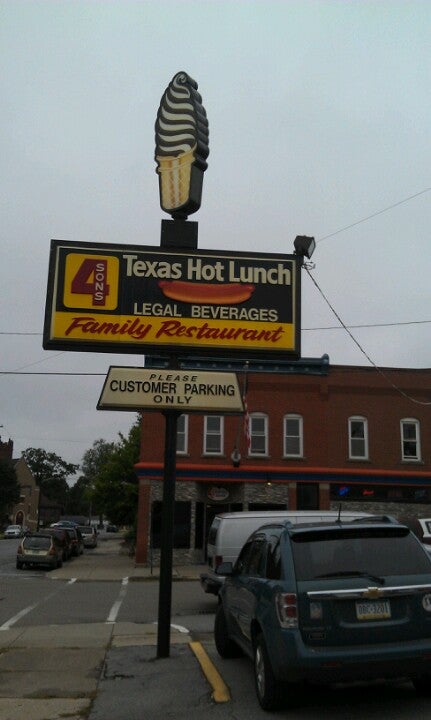 4
SONS
Texas Hot Lunch
LEGAL BEVERAGES
Family Restaurant
PLEASE
CUSTOMER PARKING
ONLY